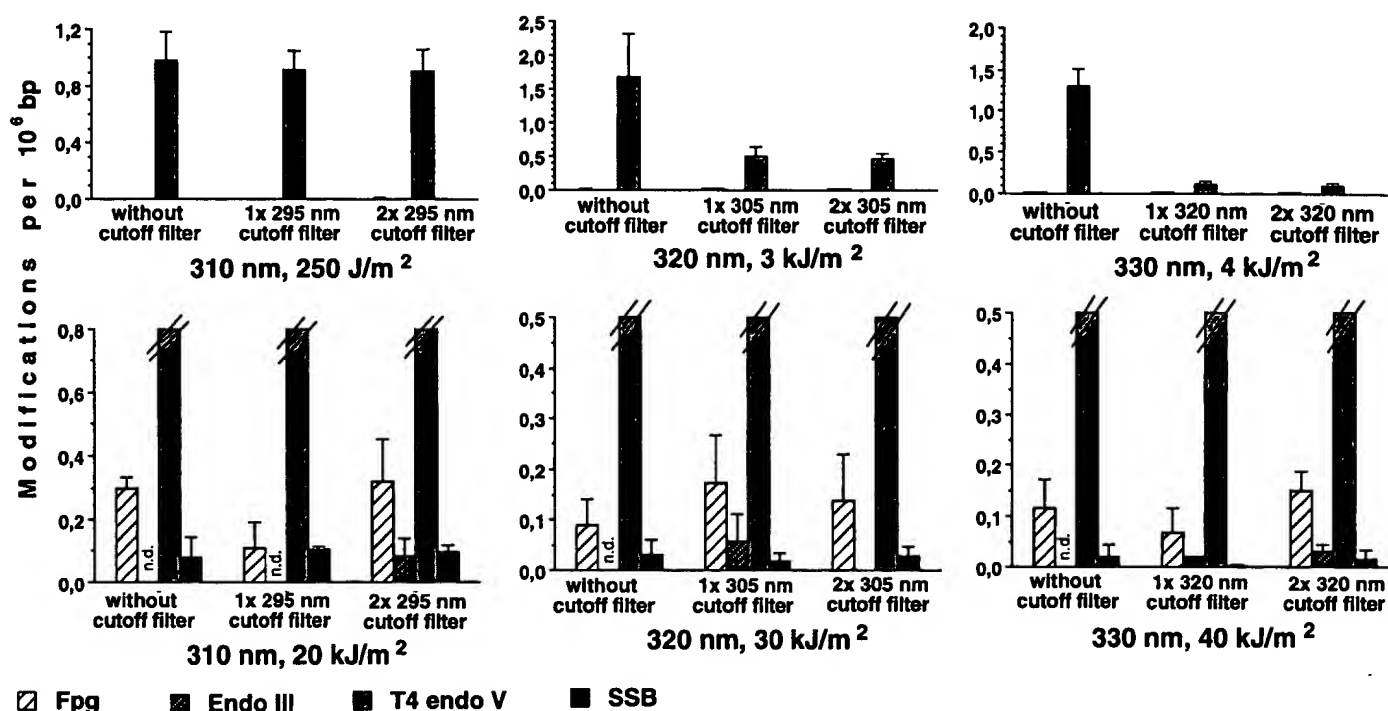 Modifications per 10⁶ bp
1,2
0,8
0,4
0,0
without cutoff filter
1x 295 nm cutoff filter
2x 295 nm cutoff filter
310 nm, 250 J/m²
2,5
2,0
1,5
1,0
0,5
0,0
without cutoff filter
1x 305 nm cutoff filter
2x 305 nm cutoff filter
320 nm, 3 kJ/m²
2,5
2,0
1,5
1,0
0,5
0,0
without cutoff filter
1x 320 nm cutoff filter
2x 320 nm cutoff filter
330 nm, 4 kJ/m²
0,8
0,6
0,4
0,2
0,0
n.d.
n.d.
without cutoff filter
1x 295 nm cutoff filter
2x 295 nm cutoff filter
310 nm, 20 kJ/m²
0,5
0,4
0,3
0,2
0,1
0,0
n.d.
without cutoff filter
1x 305 nm cutoff filter
2x 305 nm cutoff filter
320 nm, 30 kJ/m²
0,5
0,4
0,3
0,2
0,1
0,0
n.d.
without cutoff filter
1x 320 nm cutoff filter
2x 320 nm cutoff filter
330 nm, 40 kJ/m²
Fpg
Endo III
T4 endo V
SSB